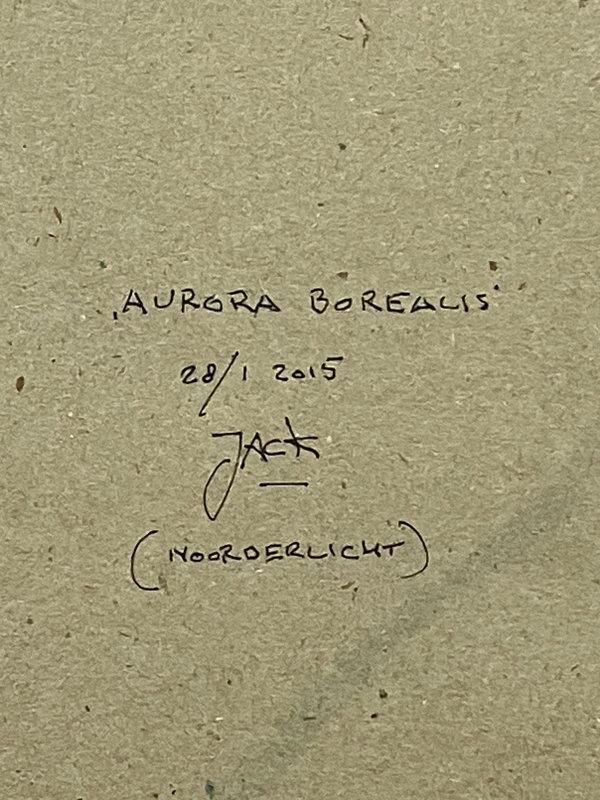 ‚AURORA BOREALIS'
28/1 2015
JACK
(NOORDERLICHT)